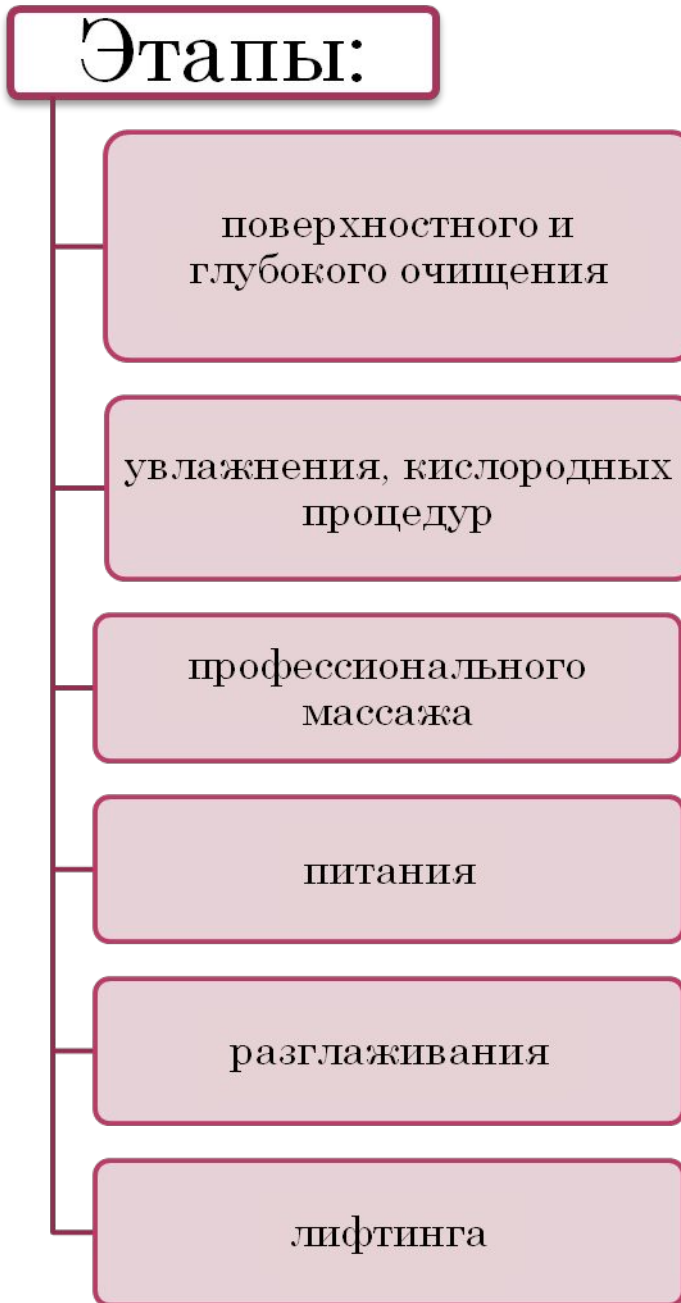 Этапы:
поверхностного и
глубокого очищения
увлажнения, кислородных
процедур
профессионального
массажа
питания
разглаживания
лифтинга